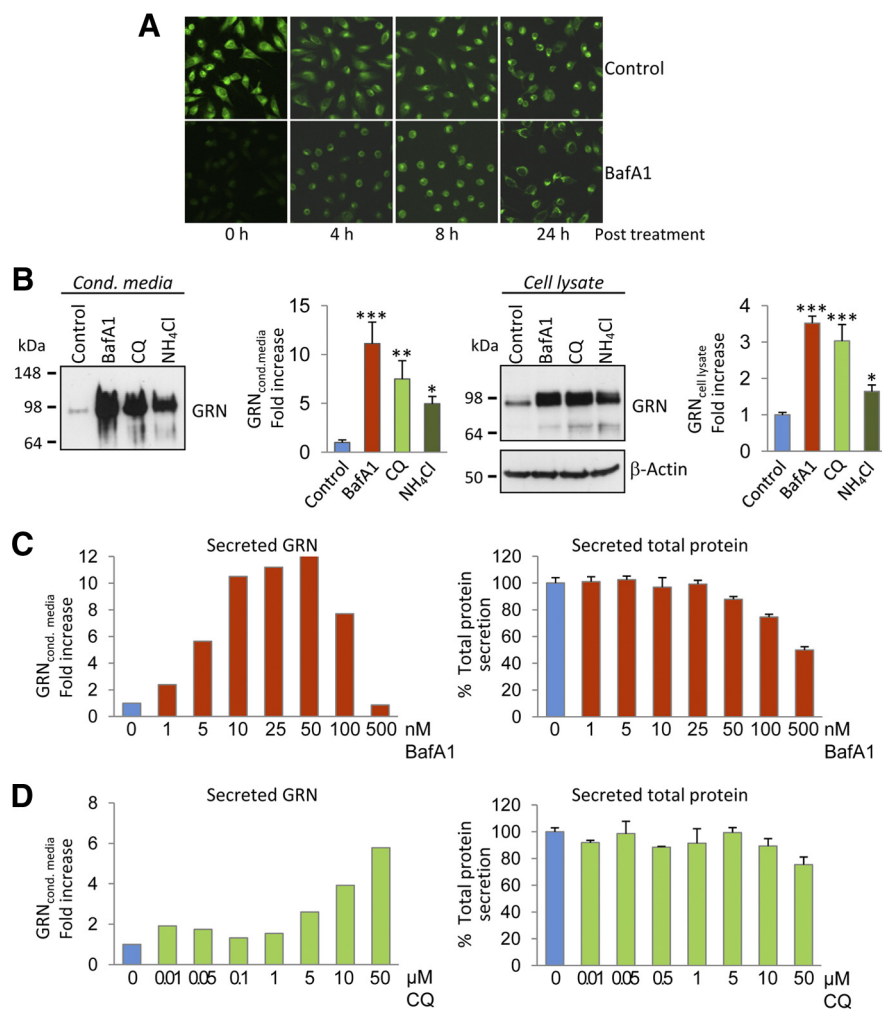 A
Control
BafA1
0 h 4 h 8 h 24 h Post treatment
B
Cond. media
Control BafA1 CQ NH4Cl
kDa
148
98
64
GRN
GRNcond.media
Fold increase
15
10
5
0
***
**
*
Control BafA1 CQ NH4Cl
Cell lysate
Control BafA1 CQ NH4Cl
kDa
98
64
50
GRN
β-Actin
GRNcell lysate
Fold increase
4
3
2
1
0
***
***
*
Control BafA1 CQ NH4Cl
C
Secreted GRN
GRNcond. media
Fold increase
12
10
8
6
4
2
0
0 1 5 10 25 50 100 500 nM
BafA1
Secreted total protein
% Total protein
secretion
120
100
80
60
40
20
0
0 1 5 10 25 50 100 500 nM
BafA1
D
Secreted GRN
GRNcond. media
Fold increase
8
6
4
2
0
0 0.01 0.05 0.1 1 5 10 50 µM
CQ
Secreted total protein
% Total protein
secretion
120
100
80
60
40
20
0
0 0.01 0.05 0.5 1 5 10 50 µM
CQ